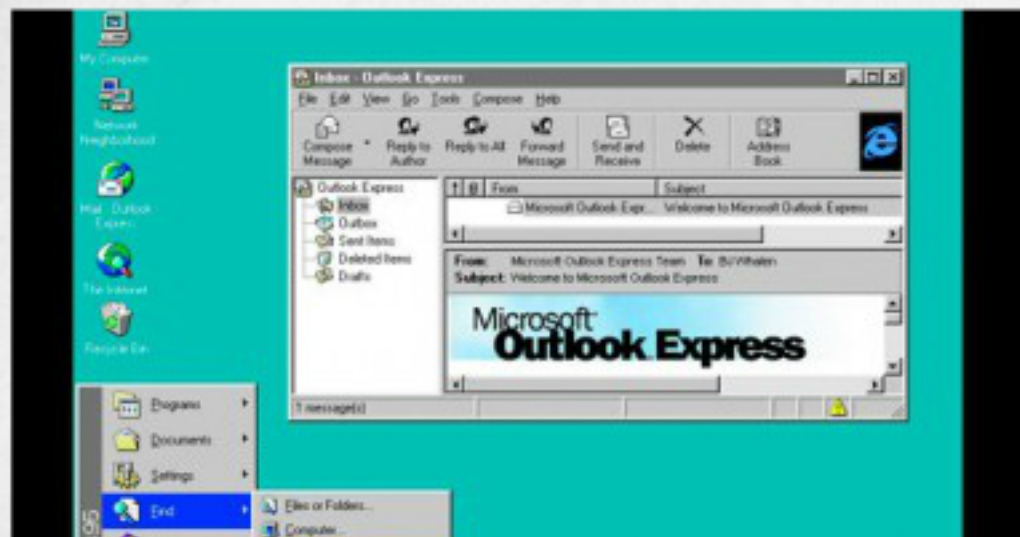 My Computer
Network
Neighborhood
Mail - Outlook
Express
The Internet
Recycle Bin
Inbox - Outlook Express
File Edit View Go Tools Compose Help
Compose
Message
Reply to
Author
Reply to All
Forward
Message
Send and
Receive
Delete
Address
Book
Outlook Express
Inbox
Outbox
Sent Items
Deleted Items
Drafts
From Subject
Microsoft Outlook Expr... Welcome to Microsoft Outlook Express
From: Microsoft Outlook Express Team To: BJ Whalen
Subject: Welcome to Microsoft Outlook Express
Microsoft
Outlook Express
1 message(s)
Programs
Documents
Settings
Find
Files or Folders...
Computer...